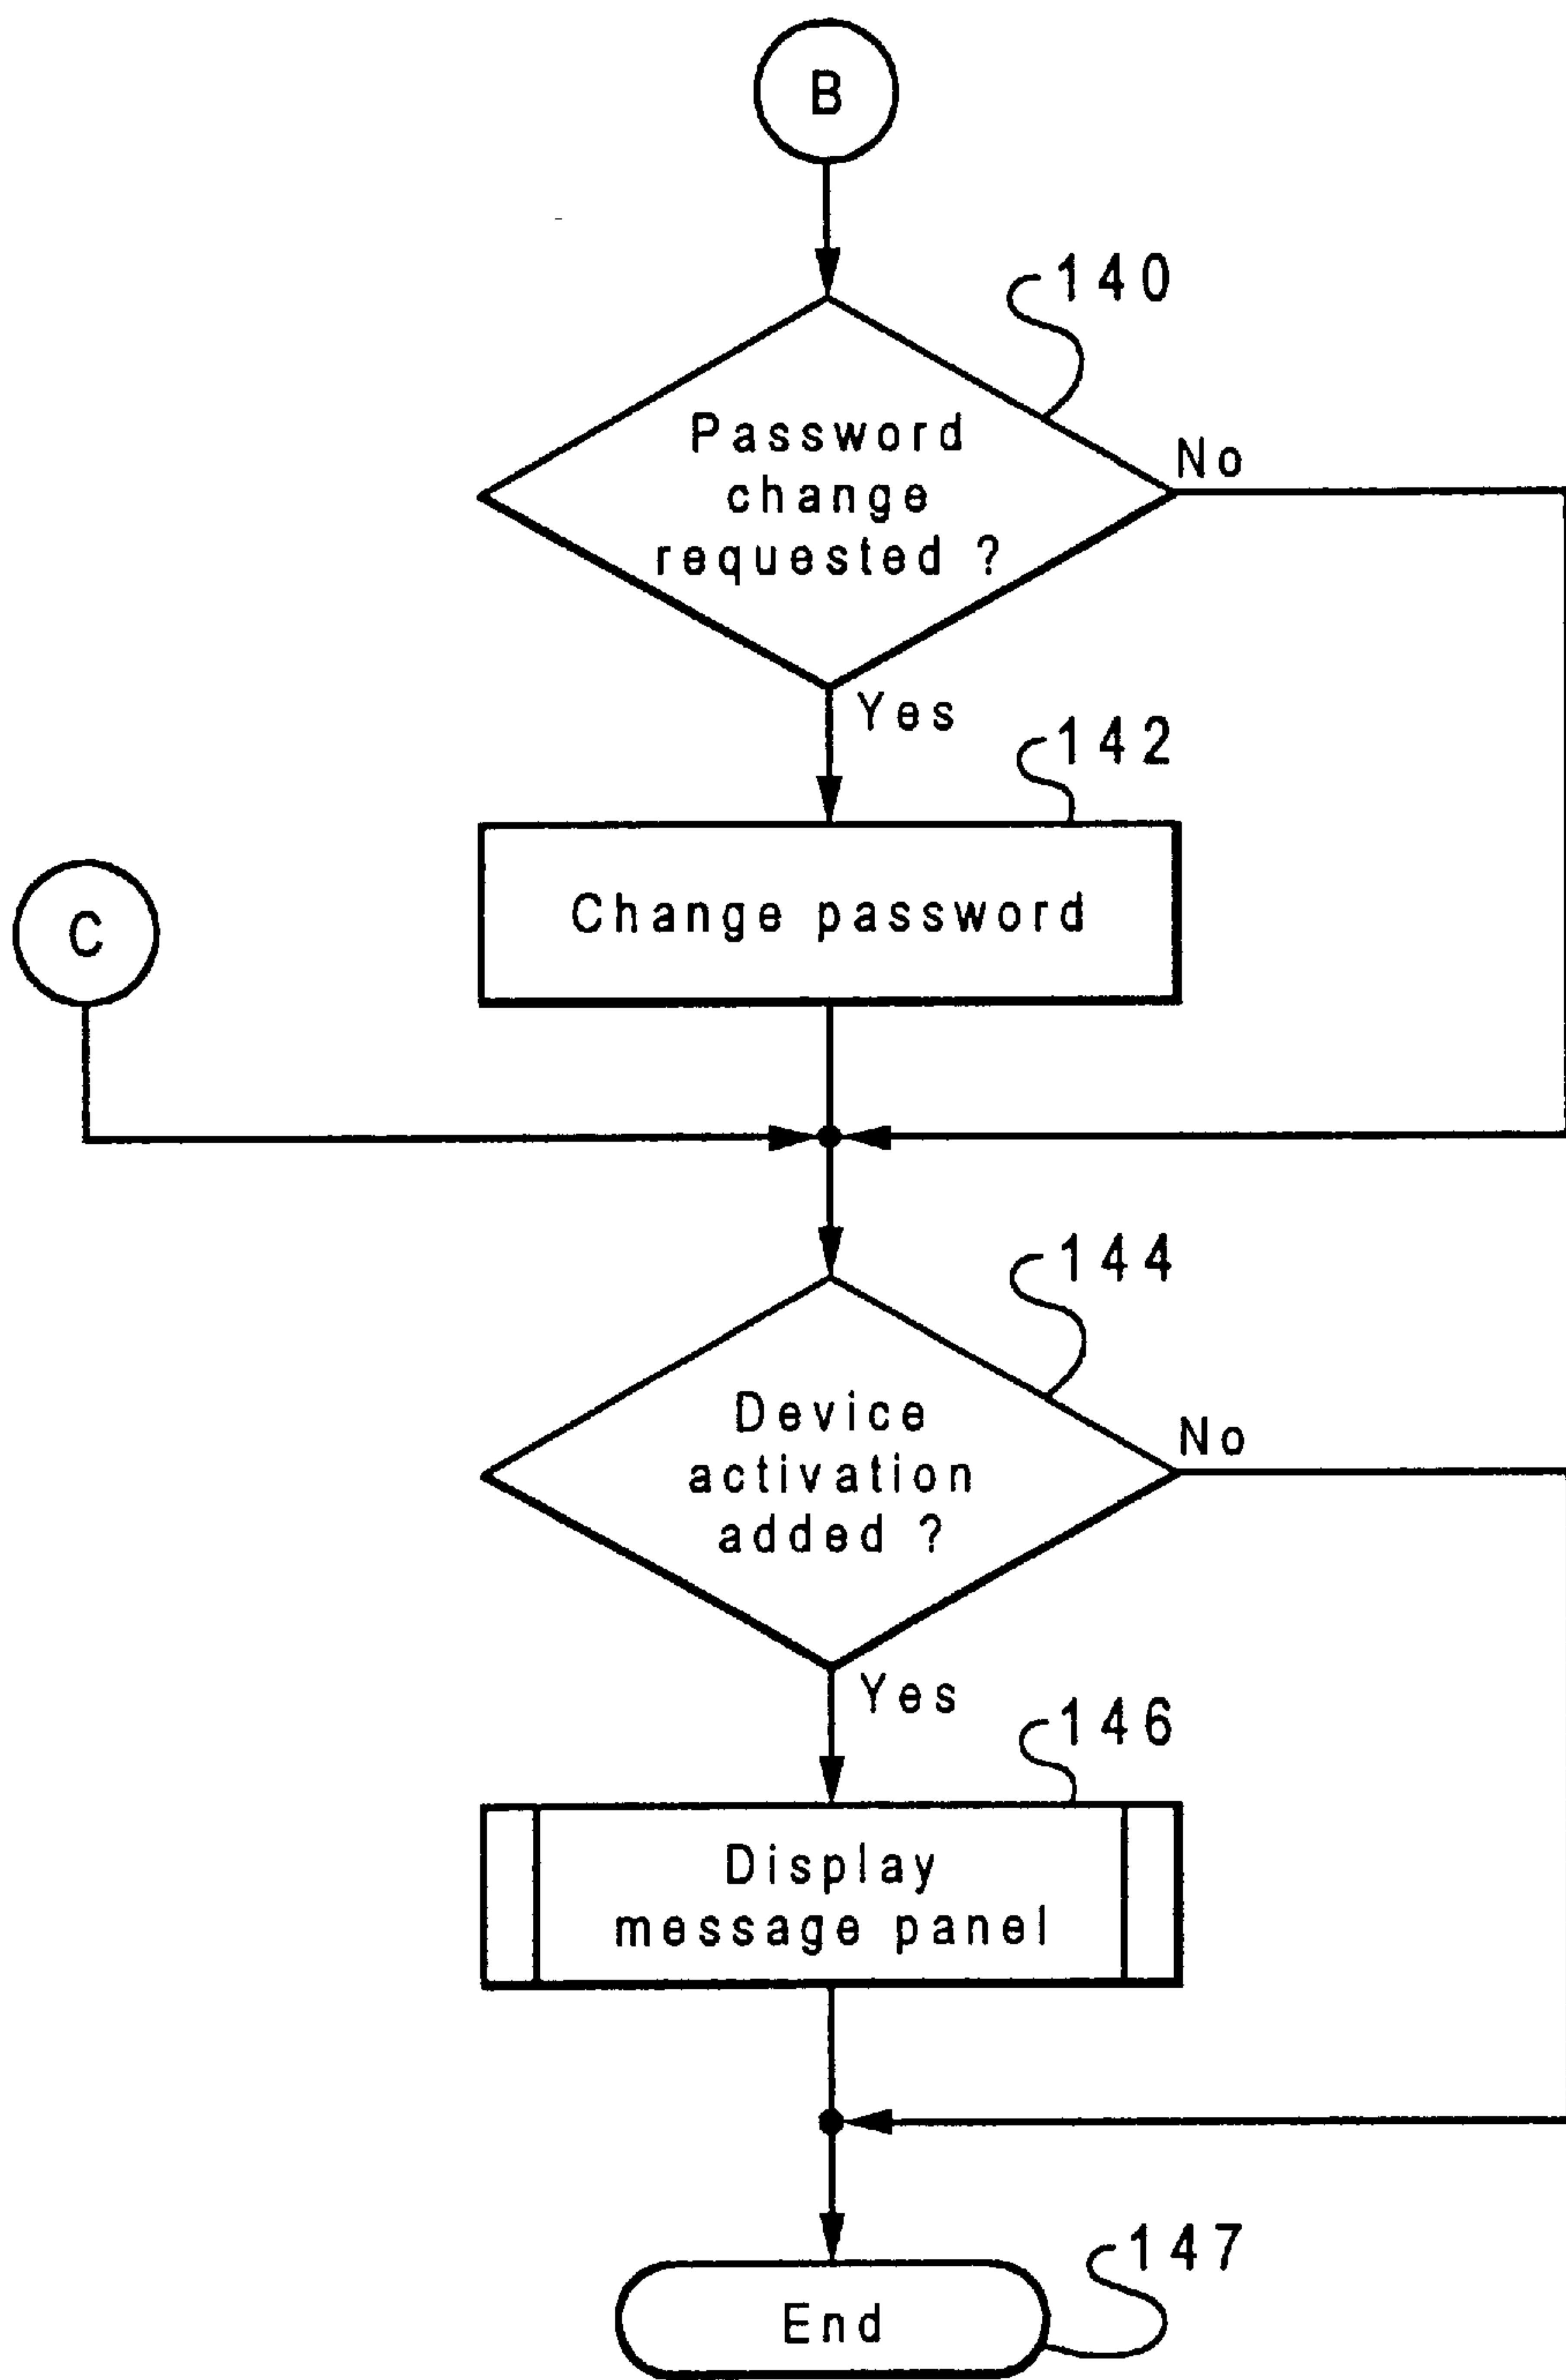 B
140
Password
change
requested ?
No
Yes
142
Change password
C
144
Device
activation
added ?
No
Yes
146
Display
message panel
147
End